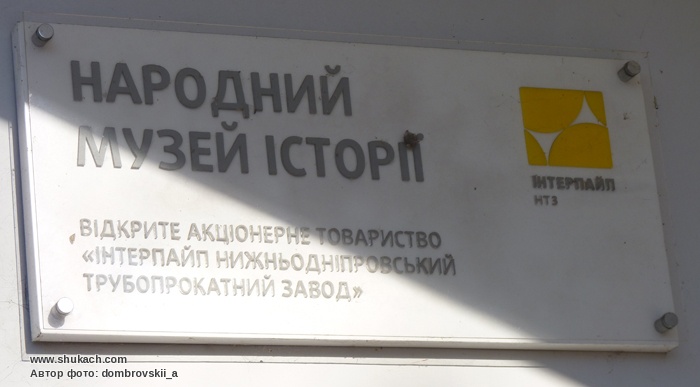 НАРОДНИЙ
МУЗЕЙ ІСТОРІЇ
ІНТЕРПАЙП
НТЗ
ВІДКРИТЕ АКЦІОНЕРНЕ ТОВАРИСТВО
«ІНТЕРПАЙП НИЖНЬОДНІПРОВСЬКИЙ
ТРУБОПРОКАТНИЙ ЗАВОД»
www.shukach.com
Автор фото: dombrovskii_a